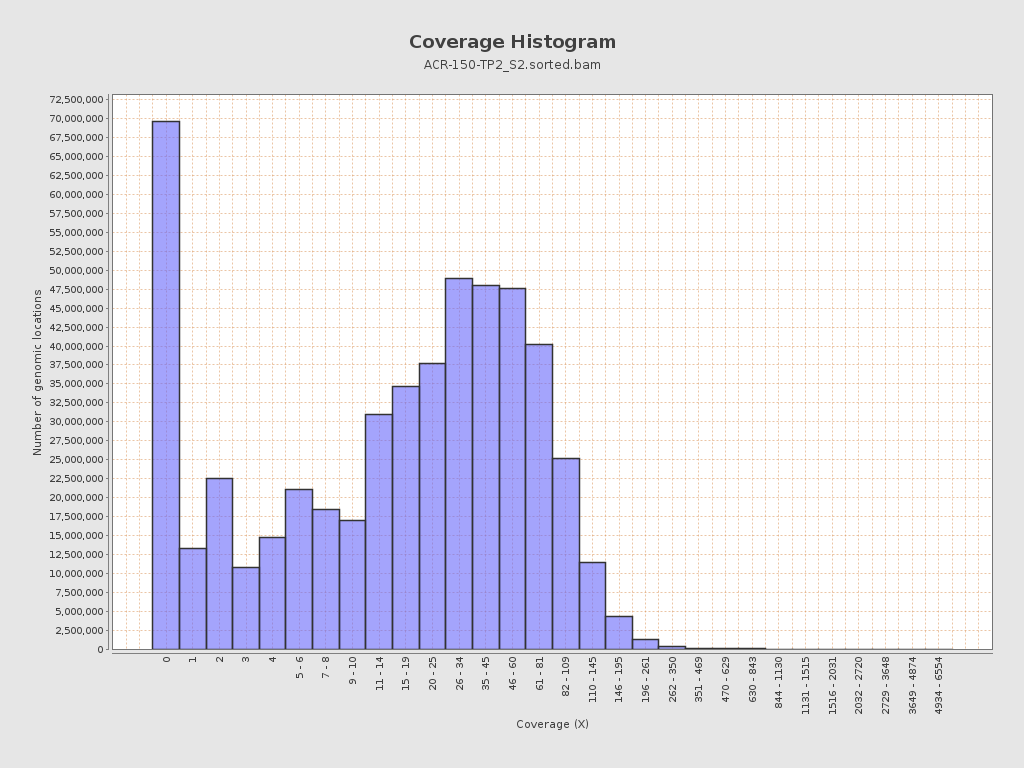 Coverage Histogram
ACR-150-TP2_S2.sorted.bam
Number of genomic locations
72,500,000
70,000,000
67,500,000
65,000,000
62,500,000
60,000,000
57,500,000
55,000,000
52,500,000
50,000,000
47,500,000
45,000,000
42,500,000
40,000,000
37,500,000
35,000,000
32,500,000
30,000,000
27,500,000
25,000,000
22,500,000
20,000,000
17,500,000
15,000,000
12,500,000
10,000,000
7,500,000
5,000,000
2,500,000
0
0
1
2
3
4
5 - 6
7 - 8
9 - 10
11 - 14
15 - 19
20 - 25
26 - 34
35 - 45
46 - 60
61 - 81
82 - 109
110 - 145
146 - 195
196 - 261
262 - 350
351 - 469
470 - 629
630 - 843
844 - 1130
1131 - 1515
1516 - 2031
2032 - 2720
2729 - 3648
3649 - 4874
4934 - 6554
Coverage (X)